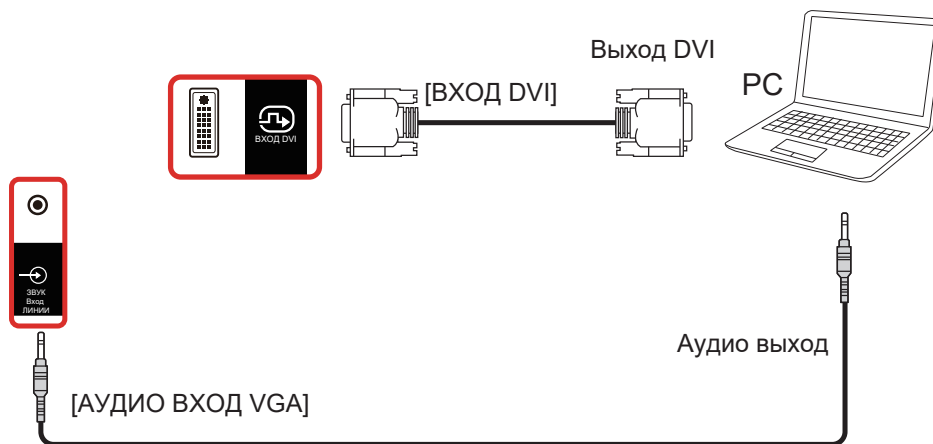 Выход DVI
[ВХОД DVI]
PC
ВХОД DVI
ЗВУК
Вход
ЛИНИИ
Аудио выход
[АУДИО ВХОД VGA]